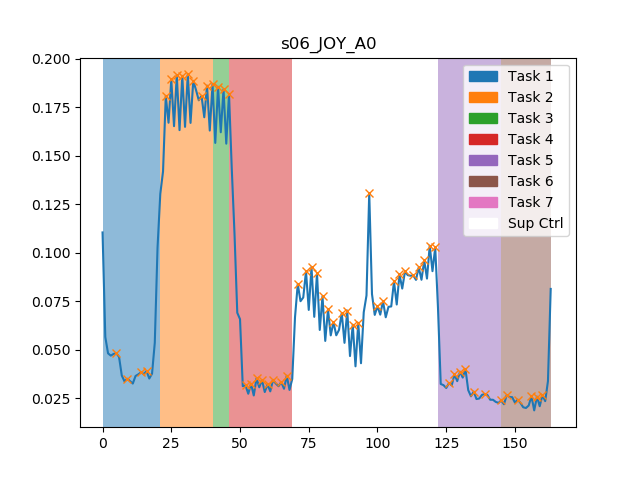 s06_JOY_A0
0.200
0.175
0.150
0.125
0.100
0.075
0.050
0.025
0 25 50 75 100 125 150
Task 1
Task 2
Task 3
Task 4
Task 5
Task 6
Task 7
Sup Ctrl